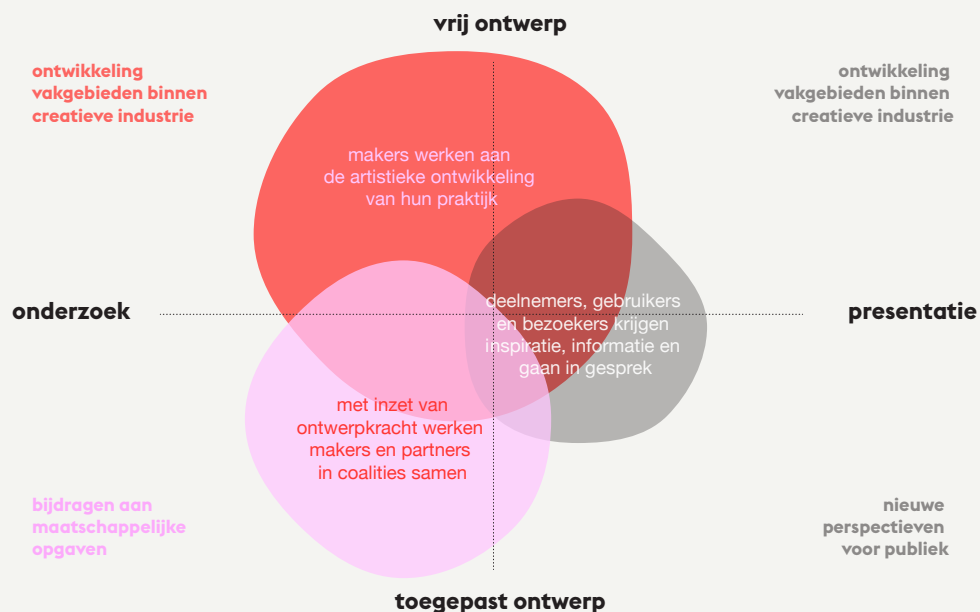 vrij ontwerp
ontwikkeling
vakgebieden binnen
creatieve industrie
ontwikkeling
vakgebieden binnen
creatieve industrie
makers werken aan
de artistieke ontwikkeling
van hun praktijk
onderzoek
deelnemers, gebruikers
en bezoekers krijgen
inspiratie, informatie en
gaan in gesprek
presentatie
met inzet van
ontwerpkracht werken
makers en partners
in coalities samen
bijdragen aan
maatschappelijke
opgaven
nieuwe
perspectieven
voor publiek
toegepast ontwerp